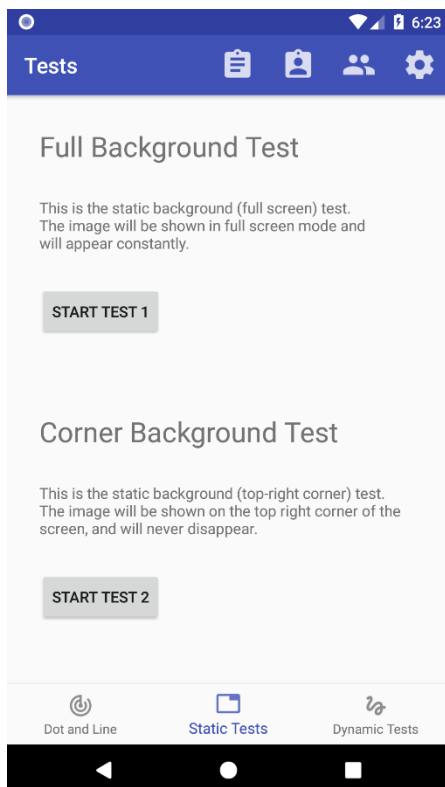 6:23
Tests
Full Background Test
This is the static background (full screen) test.
The image will be shown in full screen mode and
will appear constantly.
START TEST 1
Corner Background Test
This is the static background (top-right corner) test.
The image will be shown on the top right corner of the
screen, and will never disappear.
START TEST 2
Dot and Line
Static Tests
Dynamic Tests